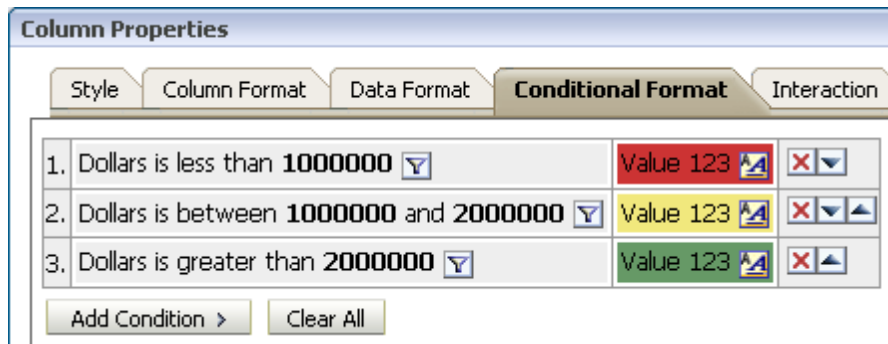 Column Properties
Style Column Format Data Format Conditional Format Interaction
1. Dollars is less than 1000000 Value 123
2. Dollars is between 1000000 and 2000000 Value 123
3. Dollars is greater than 2000000 Value 123
Add Condition > Clear All